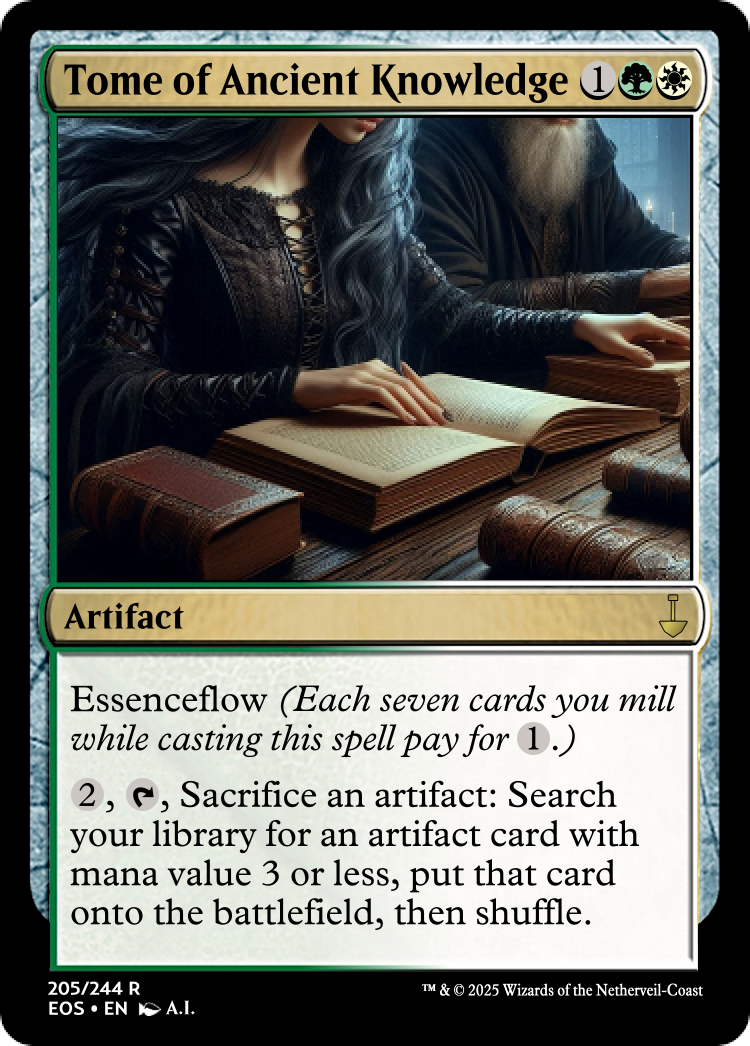 Tome of Ancient Knowledge 1
Artifact
Essenceflow (Each seven cards you mill
while casting this spell pay for 1.)
2, , Sacrifice an artifact: Search
your library for an artifact card with
mana value 3 or less, put that card
onto the battlefield, then shuffle.
205/244 R
EOS • EN A.I.
™ & © 2025 Wizards of the Netherveil-Coast